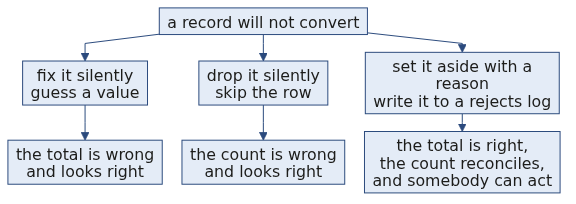 a record will not convert
fix it silently
guess a value
drop it silently
skip the row
set it aside with a
reason
write it to a rejects log
the total is wrong
and looks right
the count is wrong
and looks right
the total is right,
the count reconciles,
and somebody can act